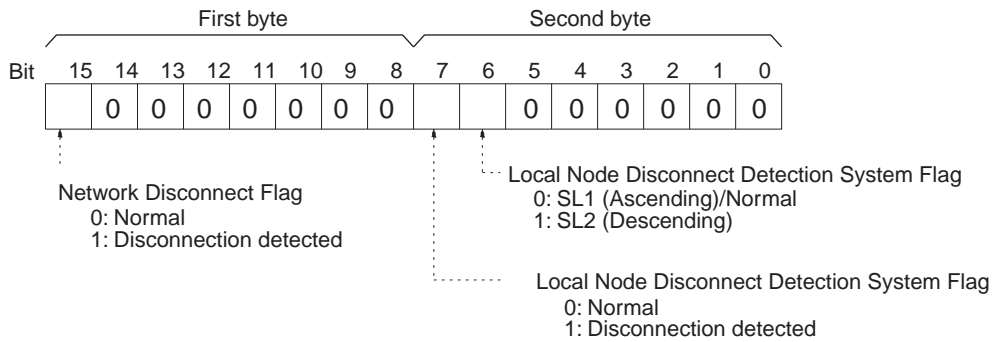 First byte Second byte
Bit 15 14 13 12 11 10 9 8 7 6 5 4 3 2 1 0
0 0 0 0 0 0 0 0 0 0 0 0 0
Local Node Disconnect Detection System Flag
0: SL1 (Ascending)/Normal
1: SL2 (Descending)
Network Disconnect Flag
0: Normal
1: Disconnection detected
Local Node Disconnect Detection System Flag
0: Normal
1: Disconnection detected